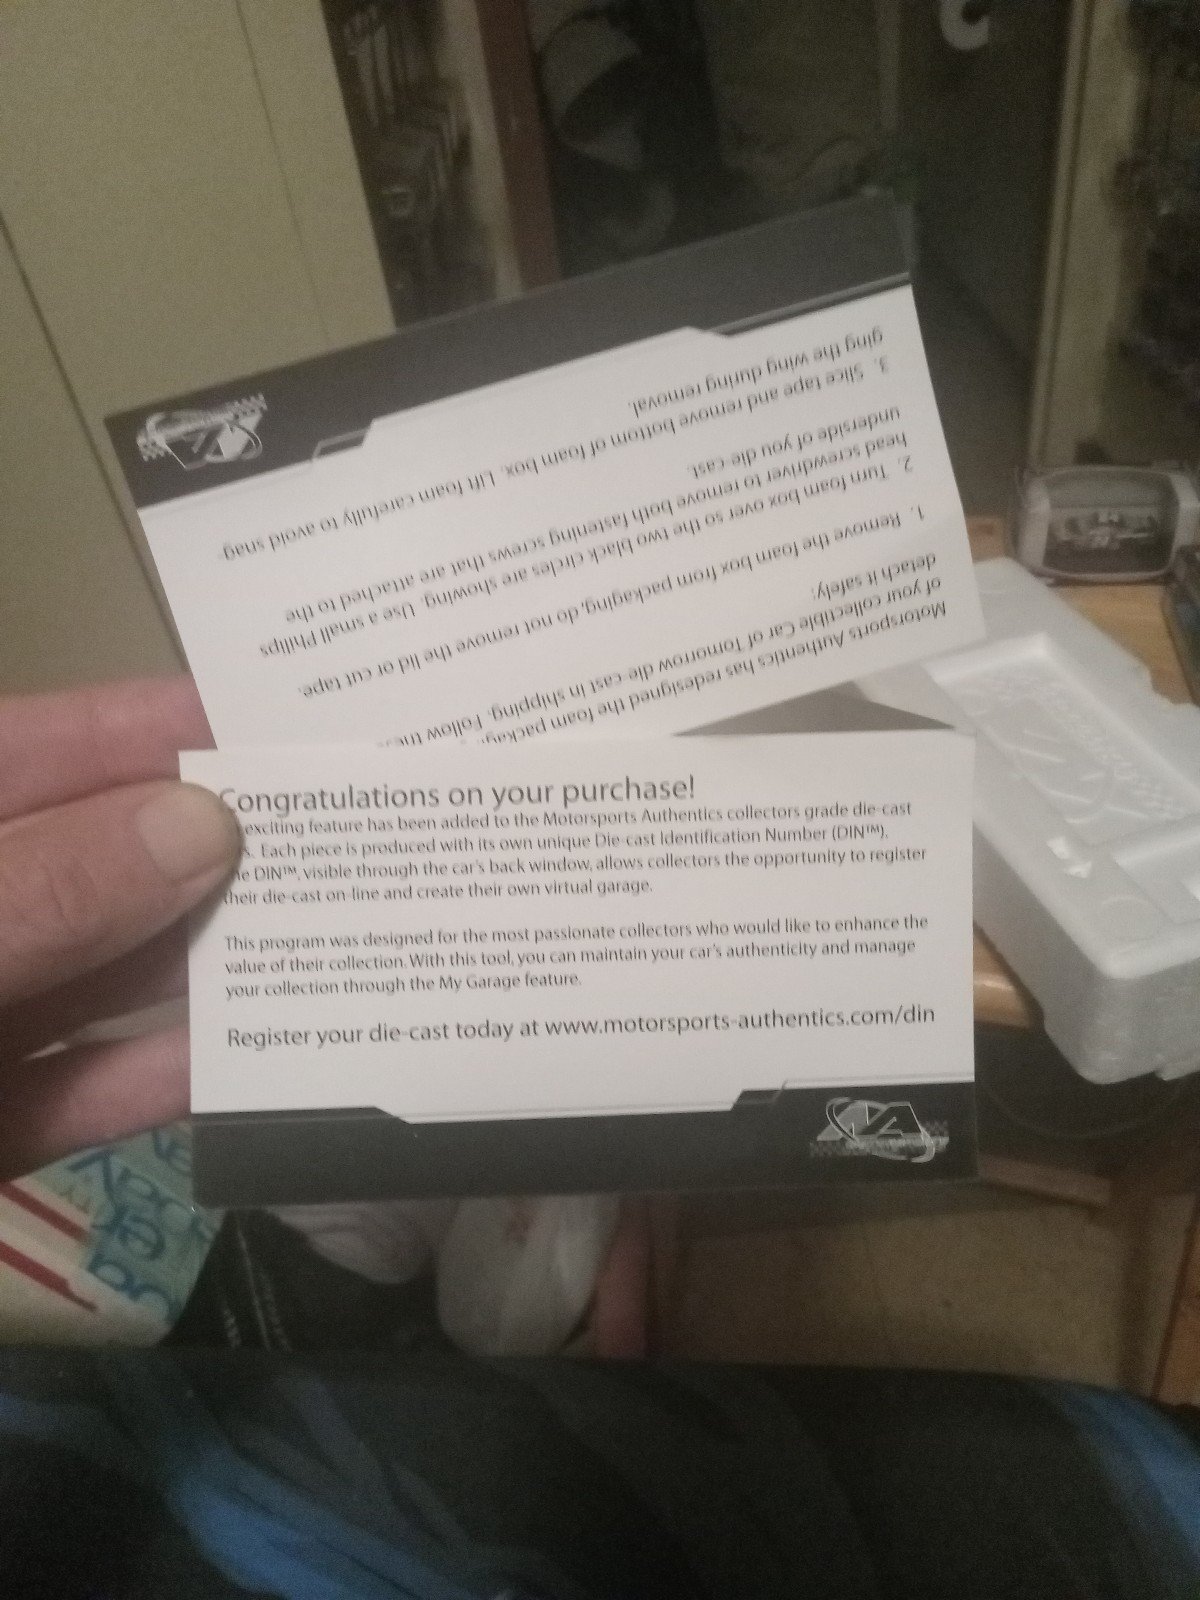 Motorsports Authentics has redesigned the foam
of your collectible Car of Tomorrow die-cast in shipping. Follow
detach it safely:
1. Remove the foam box from packaging, do not remove the lid or cut tape.
2. Turn foam box over so the two black circles are showing. Use a small Philips
head screwdriver to remove both fastening screws that are attached to the
underside of you die-cast.
3. Slice tape and remove bottom of foam box. Lift foam carefully to avoid snag-
ging the wing during removal.
Congratulations on your purchase!
exciting feature has been added to the Motorsports Authentics collectors grade die-cast
Each piece is produced with its own unique Die-cast Identification Number (DIN™).
DIN™, visible through the car's back window, allows collectors the opportunity to register
their die-cast on-line and create their own virtual garage.
This program was designed for the most passionate collectors who would like to enhance the
value of their collection. With this tool, you can maintain your car's authenticity and manage
your collection through the My Garage feature.
Register your die-cast today at www.motorsports-authentics.com/din